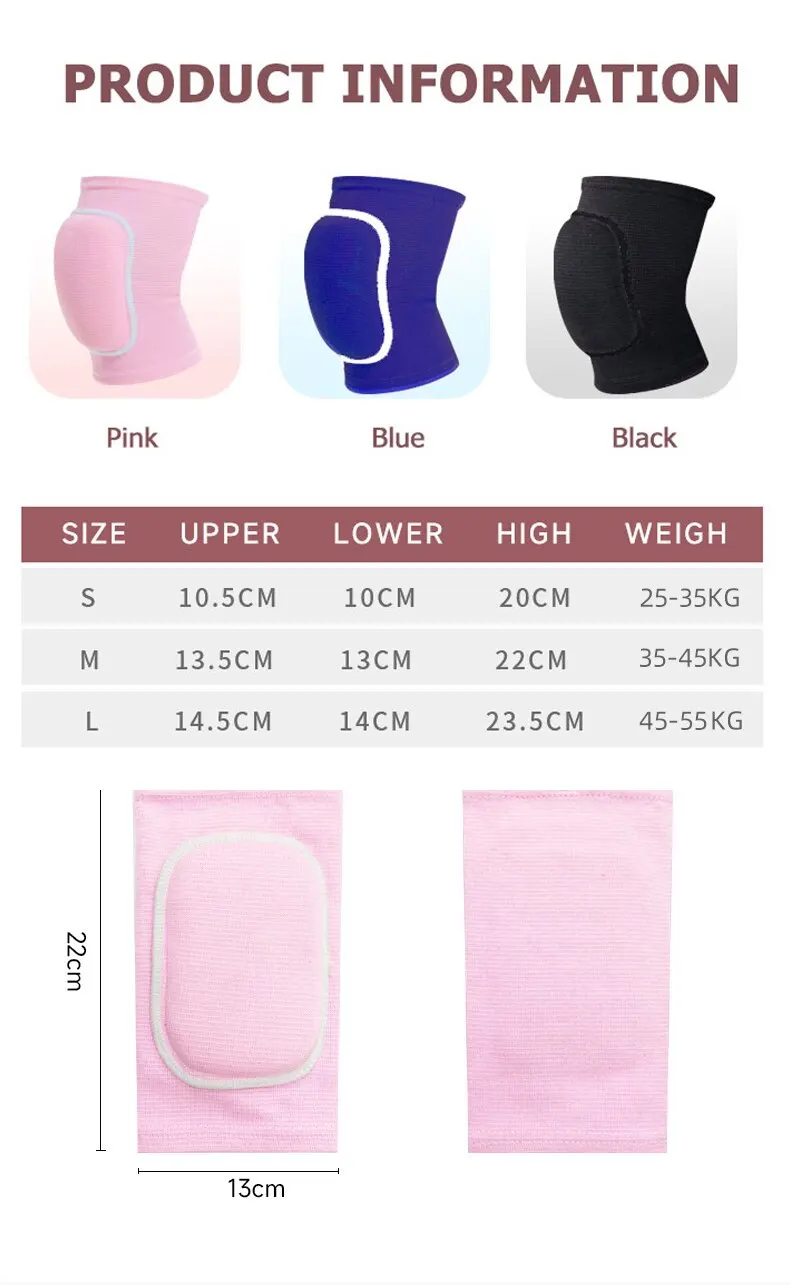 PRODUCT INFORMATION
Pink Blue Black
SIZE UPPER LOWER HIGH WEIGH
S 10.5CM 10CM 20CM 25-35KG
M 13.5CM 13CM 22CM 35-45KG
L 14.5CM 14CM 23.5CM 45-55KG
22cm
13cm